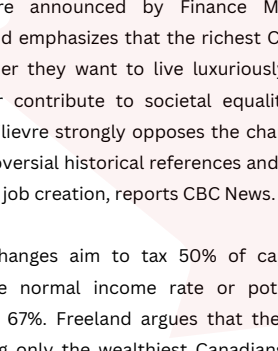 re announced by Finance M
d emphasizes that the richest C
er they want to live luxuriously
r contribute to societal equalit
lievre strongly opposes the cha
oversial historical references and
job creation, reports CBC News.
hanges aim to tax 50% of ca
e normal income rate or pot
67%. Freeland argues that the
g only the wealthiest Canadians